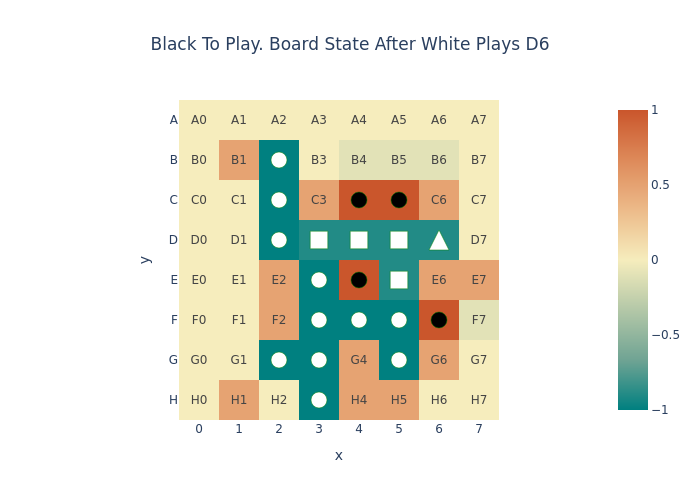 Black To Play. Board State After White Plays D6
A A0 A1 A2 A3 A4 A5 A6 A7
B B0 B1 B3 B4 B5 B6 B7
C C0 C1 C3 C6 C7
D D0 D1 D7
E E0 E1 E2 E6 E7
F F0 F1 F2 F7
G G0 G1 G4 G6 G7
H H0 H1 H2 H4 H5 H6 H7
0 1 2 3 4 5 6 7
x
y
1
0.5
0
−0.5
−1